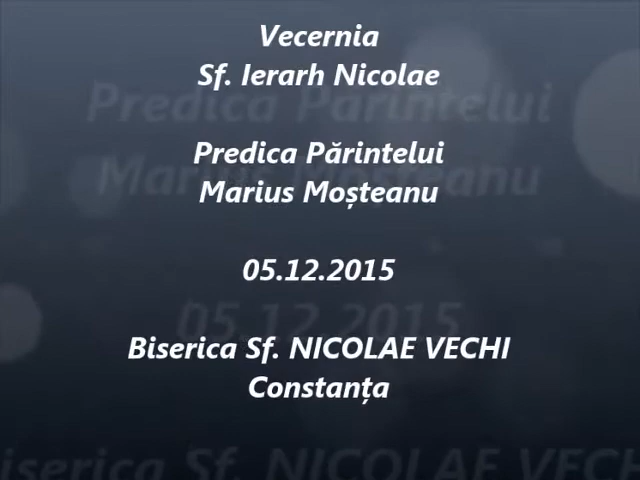 Vecernia
Sf. Ierarh Nicolae
Predica Părintelui
Marius Moșteanu
05.12.2015
Biserica Sf. NICOLAE VECHI
Constanța